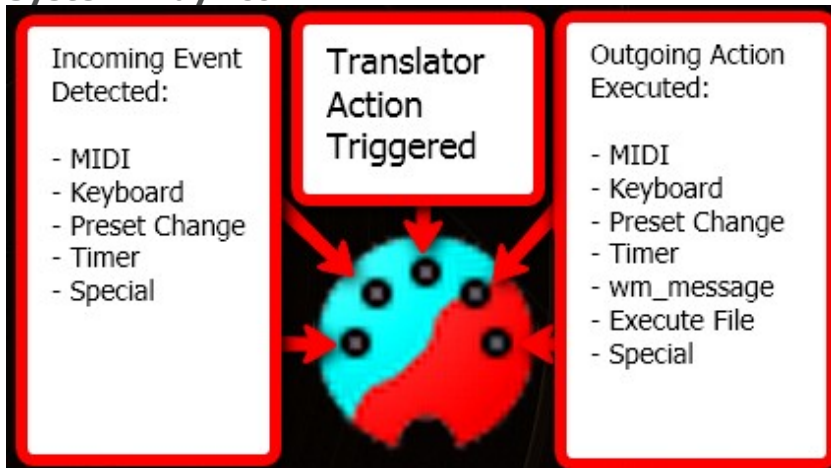 Incoming Event
Detected:
- MIDI
- Keyboard
- Preset Change
- Timer
- Special
Translator
Action
Triggered
Outgoing Action
Executed:
- MIDI
- Keyboard
- Preset Change
- Timer
- wm_message
- Execute File
- Special